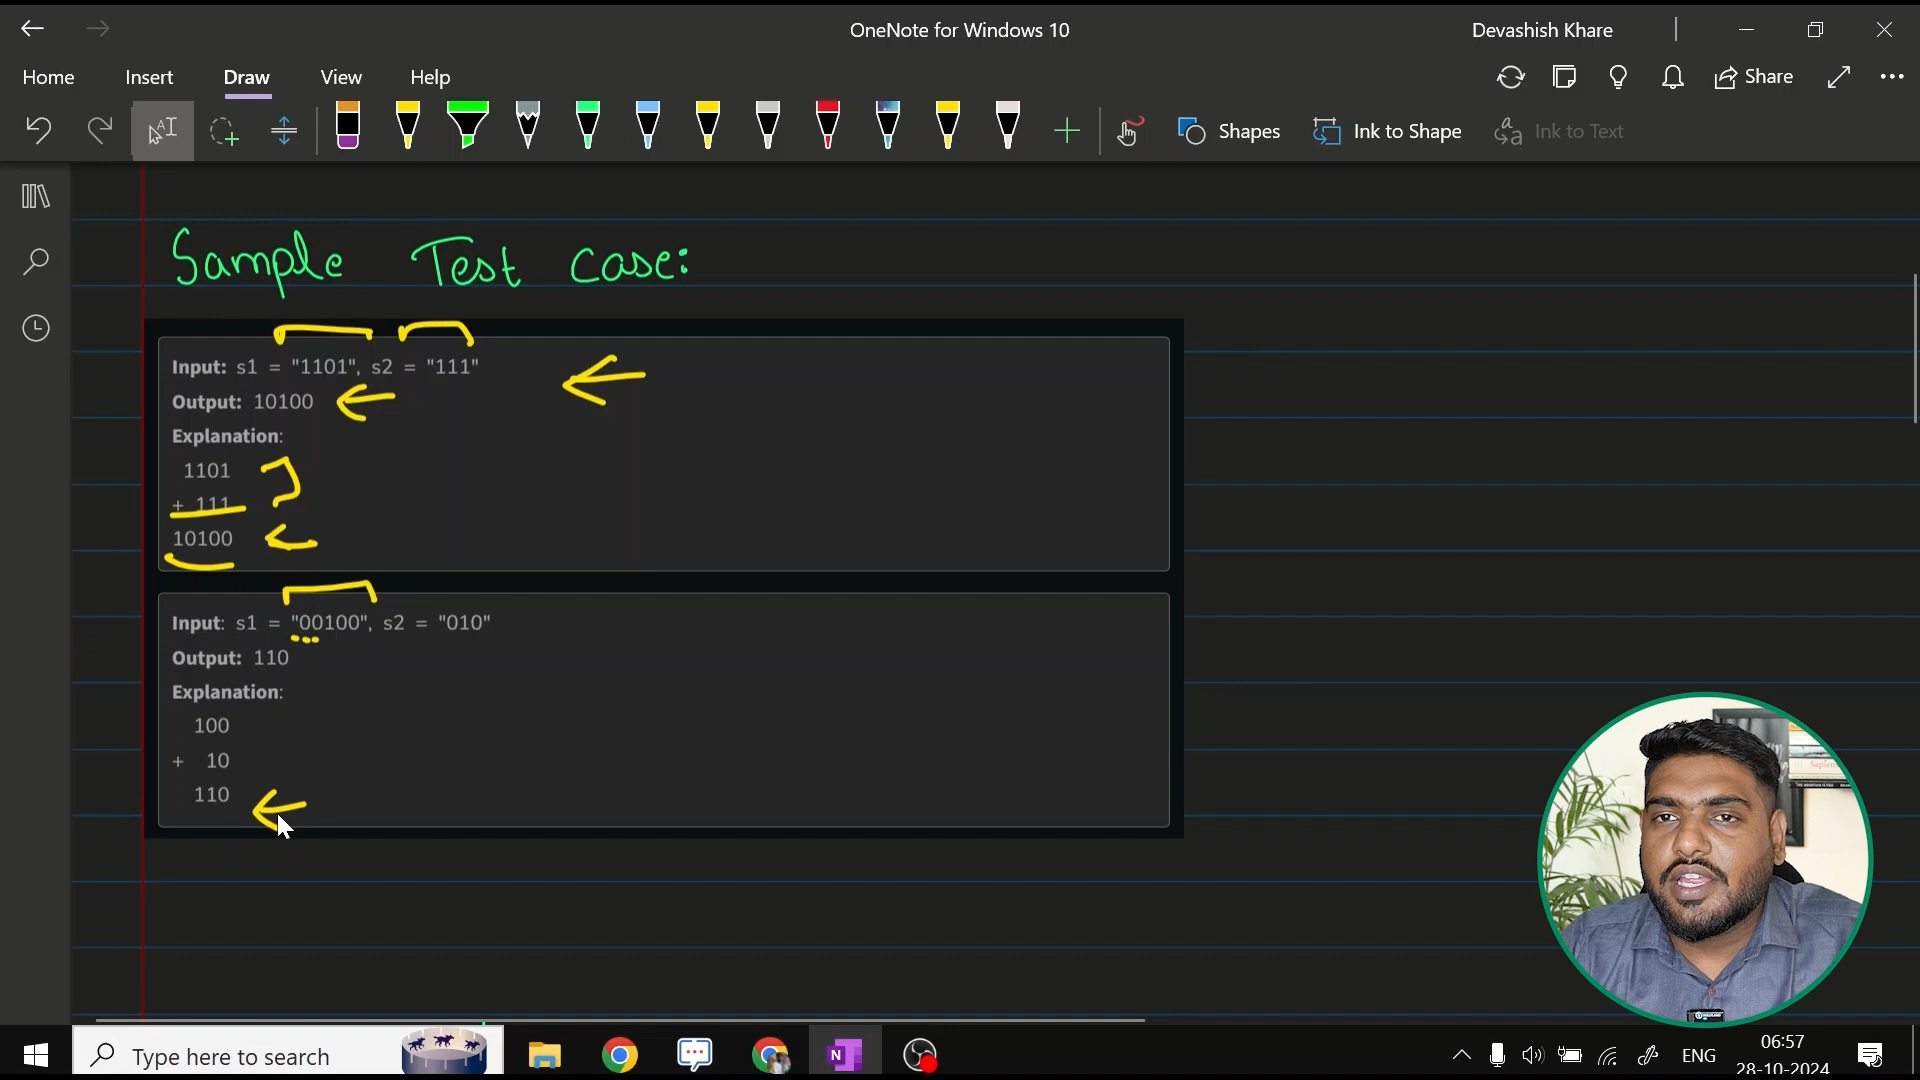 OneNote for Windows 10
Devashish Khare
Home Insert Draw View Help
Share
Shapes Ink to Shape Ink to Text
Sample Test Case:
Input: s1 = "1101", s2 = "111"
Output: 10100
Explanation:
1101
+ 111
10100
Input: s1 = "00100", s2 = "010"
Output: 110
Explanation:
100
+ 10
110
Type here to search
ENG
06:57
28-10-2024